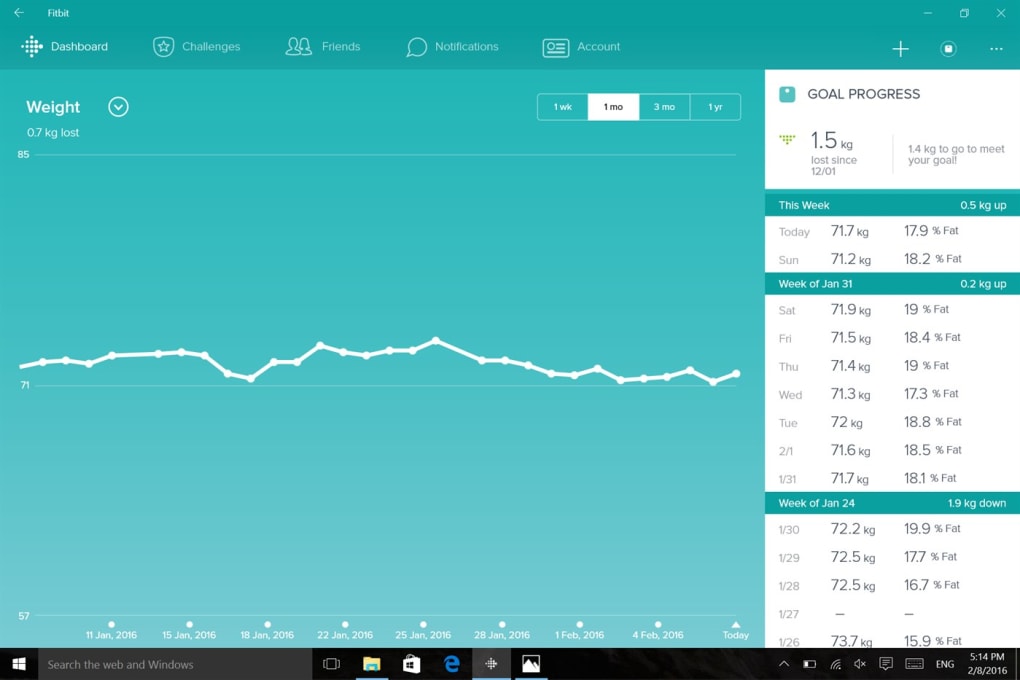 Fitbit
Dashboard
Challenges
Friends
Notifications
Account
Weight
0.7 kg lost
1 wk
1 mo
3 mo
1 yr
85
71
57
11 Jan, 2016
15 Jan, 2016
18 Jan, 2016
22 Jan, 2016
25 Jan, 2016
28 Jan, 2016
1 Feb, 2016
4 Feb, 2016
Today
GOAL PROGRESS
1.5 kg
lost since
12/01
1.4 kg to go to meet
your goal!
This Week 0.5 kg up
Today 71.7 kg 17.9 % Fat
Sun 71.2 kg 18.2 % Fat
Week of Jan 31 0.2 kg up
Sat 71.9 kg 19 % Fat
Fri 71.5 kg 18.4 % Fat
Thu 71.4 kg 19 % Fat
Wed 71.3 kg 17.3 % Fat
Tue 72 kg 18.8 % Fat
2/1 71.6 kg 18.5 % Fat
1/31 71.7 kg 18.1 % Fat
Week of Jan 24 1.9 kg down
1/30 72.2 kg 19.9 % Fat
1/29 72.5 kg 17.7 % Fat
1/28 72.5 kg 16.7 % Fat
1/27 – –
1/26 73.7 kg 15.9 % Fat
Search the web and Windows
ENG
5:14 PM
2/8/2016